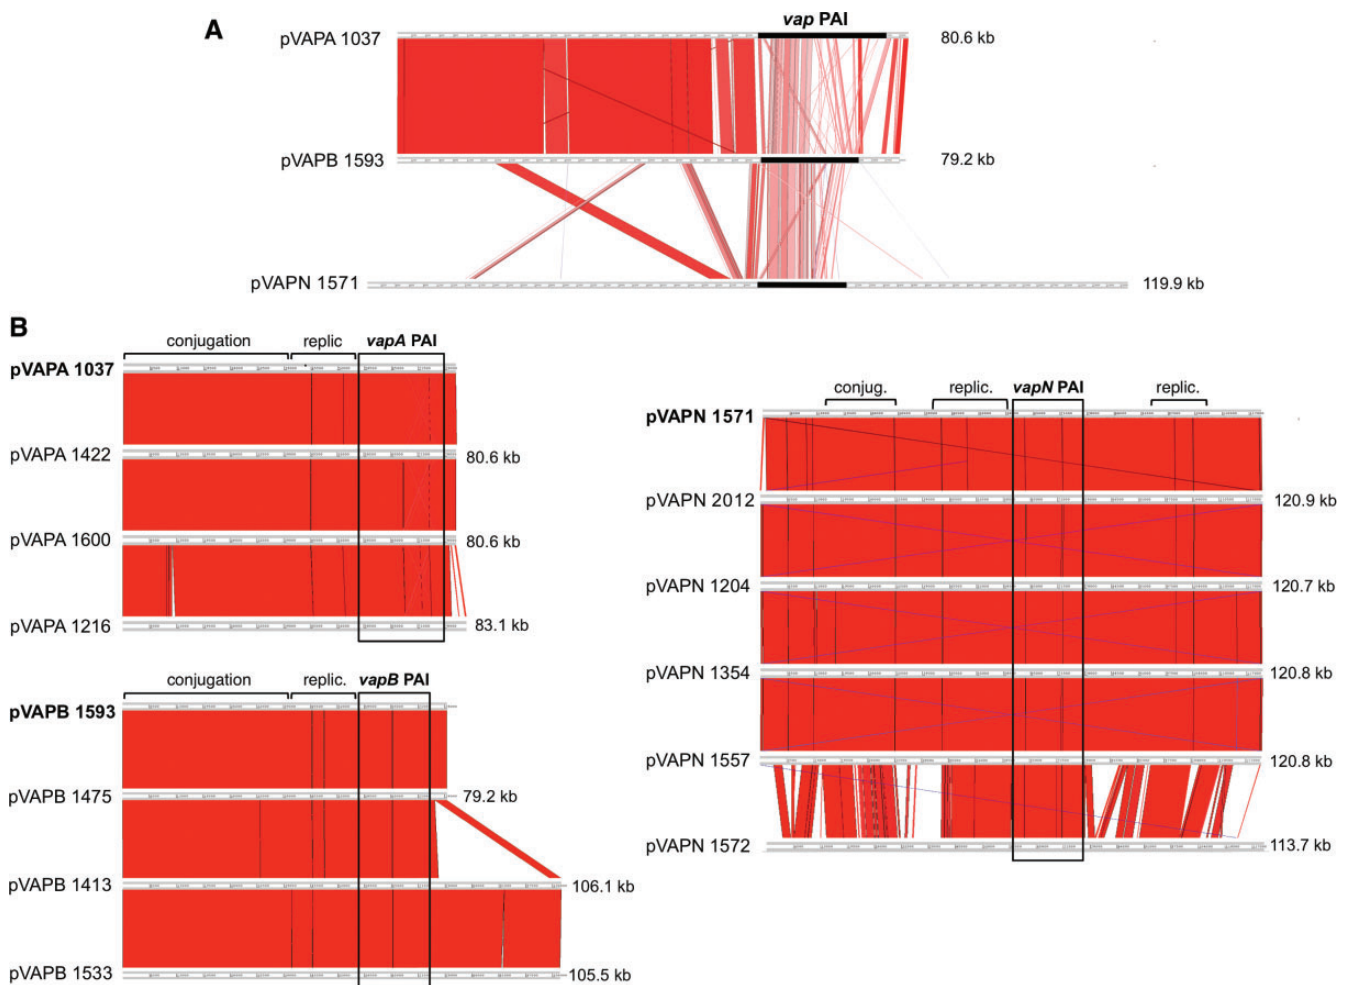 A
vap PAI
pVAPA 1037
80.6 kb
pVAPB 1593
79.2 kb
pVAPN 1571
119.9 kb
B
conjugation replic vapA PAI
pVAPA 1037
pVAPA 1422
80.6 kb
pVAPA 1600
80.6 kb
pVAPA 1216
83.1 kb
conjugation replic. vapB PAI
pVAPB 1593
pVAPB 1475
79.2 kb
pVAPB 1413
106.1 kb
pVAPB 1533
105.5 kb
conjug. replic. vapN PAI replic.
pVAPN 1571
pVAPN 2012
120.9 kb
pVAPN 1204
120.7 kb
pVAPN 1354
120.8 kb
pVAPN 1557
120.8 kb
pVAPN 1572
113.7 kb